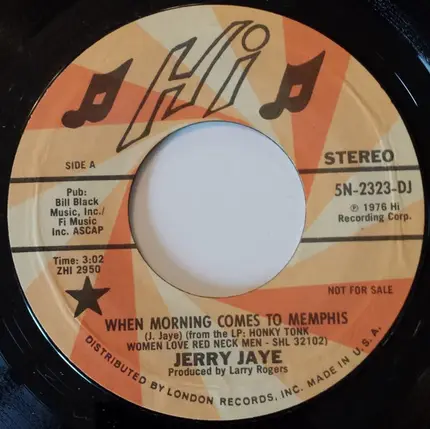 Hi
SIDE A
STEREO
Pub:
Bill Black
Music, Inc./
Fi Music
Inc. ASCAP
5N-2323-DJ
℗ 1976 Hi
Recording Corp.
Time: 3:02
ZHI 2950
NOT FOR SALE
WHEN MORNING COMES TO MEMPHIS
(J. Jaye) (from the LP: HONKY TONK
WOMEN LOVE RED NECK MEN - SHL 32102)
JERRY JAYE
Produced by Larry Rogers
DISTRIBUTED BY LONDON RECORDS, INC. MADE IN U.S.A.